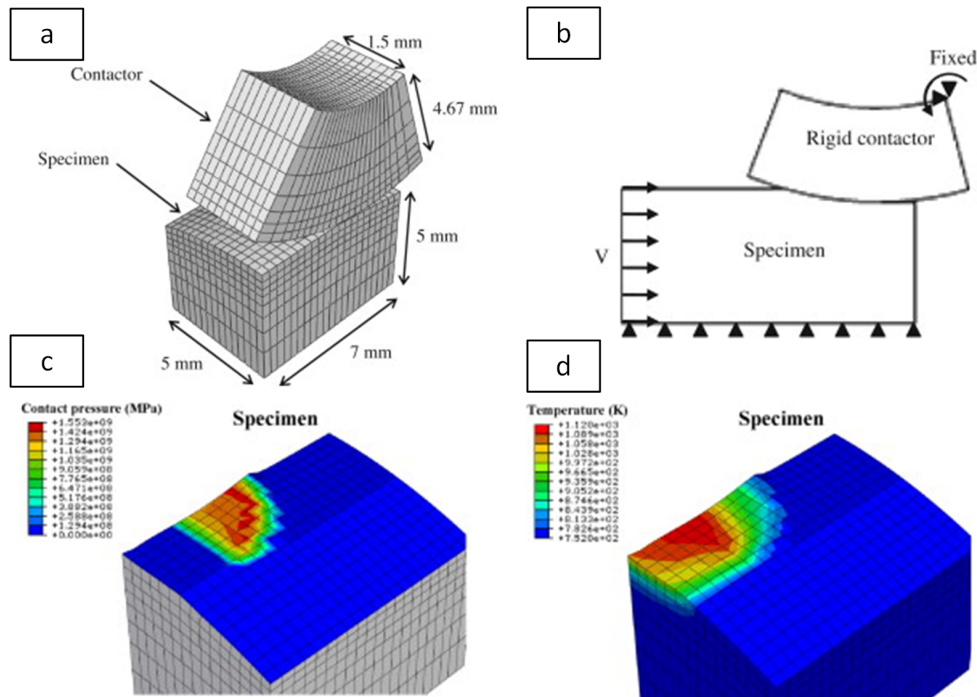 a
1.5 mm
Contactor
4.67 mm
Specimen
5 mm
5 mm
7 mm
b
Fixed
Rigid contactor
V
Specimen
c
Contact pressure (MPa)
+1.553e+09
+1.424e+09
+1.294e+09
+1.165e+09
+1.035e+09
+9.059e+08
+7.765e+08
+6.471e+08
+5.176e+08
+3.882e+08
+2.588e+08
+1.294e+08
+0.000e+00
Specimen
d
Temperature (K)
+1.120e+03
+1.089e+03
+1.058e+03
+1.028e+03
+9.972e+02
+9.665e+02
+9.359e+02
+9.052e+02
+8.746e+02
+8.439e+02
+8.133e+02
+7.826e+02
+7.520e+02
Specimen